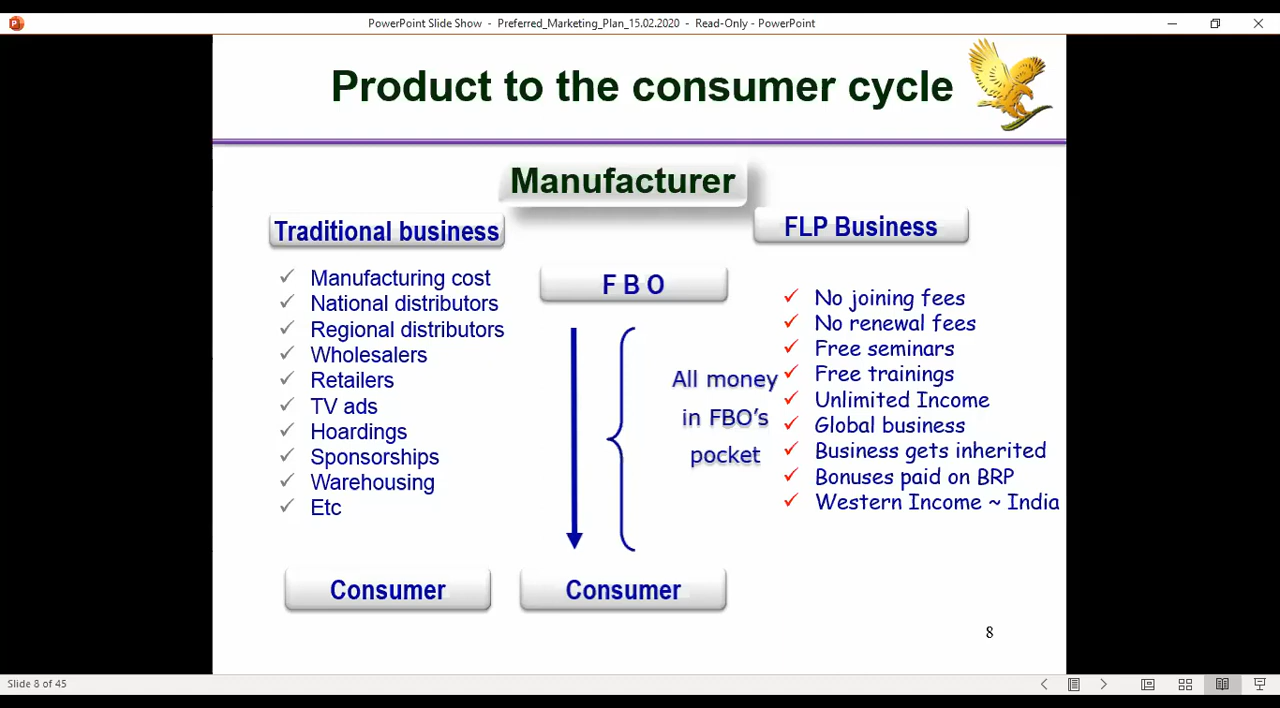 PowerPoint Slide Show - Preferred_Marketing_Plan_15.02.2020 - Read-Only - PowerPoint
Product to the consumer cycle
Manufacturer
Traditional business
Manufacturing cost
National distributors
Regional distributors
Wholesalers
Retailers
TV ads
Hoardings
Sponsorships
Warehousing
Etc
Consumer
F B O
All money
in FBO's
pocket
Consumer
FLP Business
No joining fees
No renewal fees
Free seminars
Free trainings
Unlimited Income
Global business
Business gets inherited
Bonuses paid on BRP
Western Income ~ India
8
Slide 8 of 45